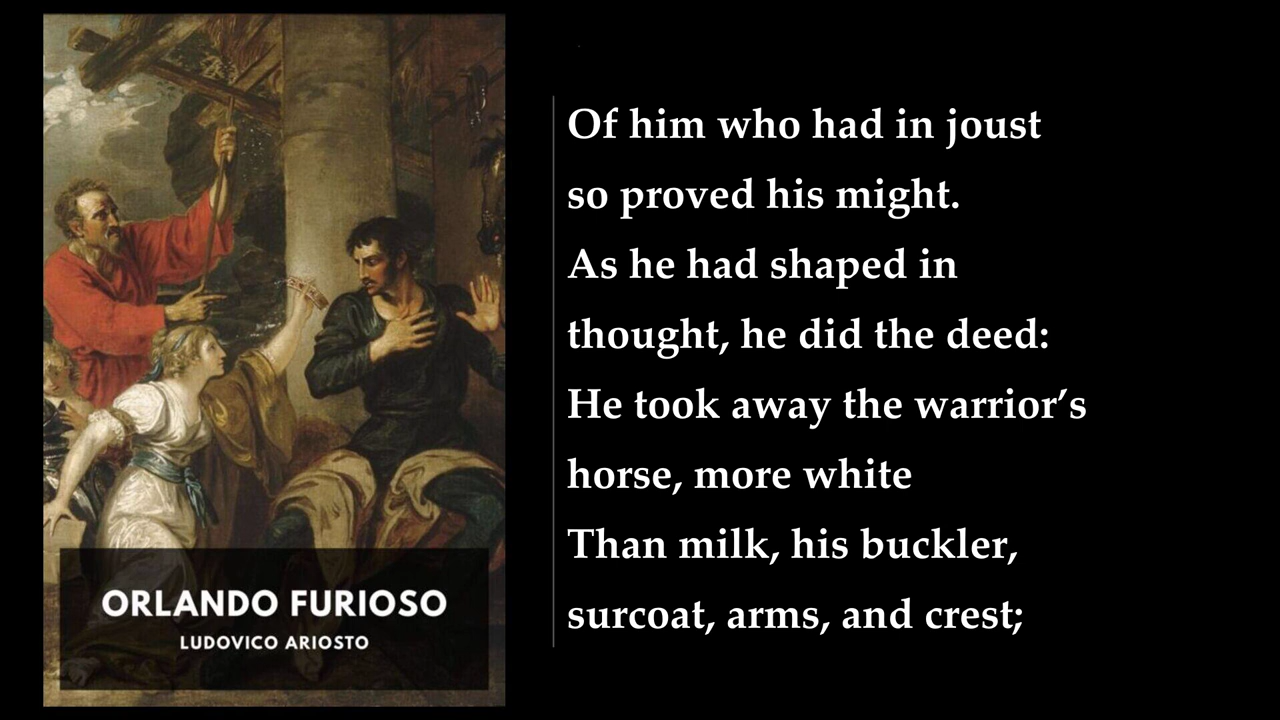 ORLANDO FURIOSO
LUDOVICO ARIOSTO
Of him who had in joust
so proved his might.
As he had shaped in
thought, he did the deed:
He took away the warrior’s
horse, more white
Than milk, his buckler,
surcoat, arms, and crest;